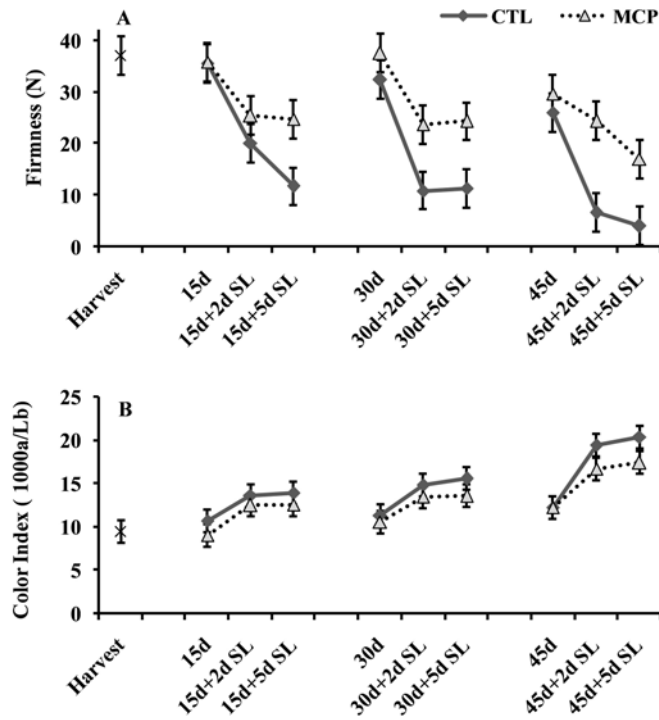 CTL MCP
A
Firmness (N)
40
30
20
10
0
Harvest
15d
15d+2d SL
15d+5d SL
30d
30d+2d SL
30d+5d SL
45d
45d+2d SL
45d+5d SL
B
Color Index ( 1000a/Lb)
25
20
15
10
5
0
Harvest
15d
15d+2d SL
15d+5d SL
30d
30d+2d SL
30d+5d SL
45d
45d+2d SL
45d+5d SL